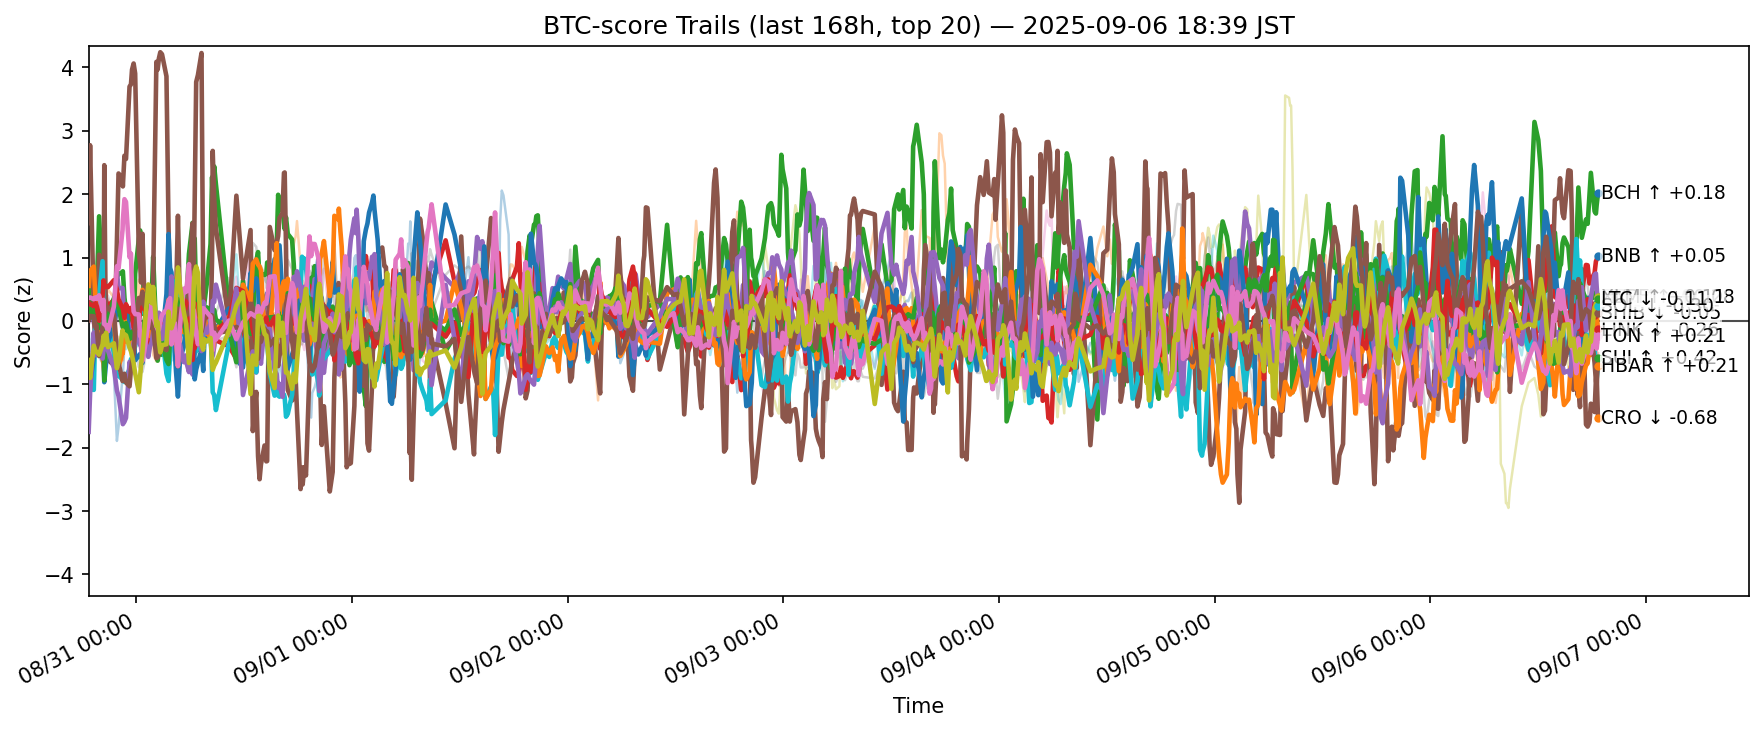 BTC-score Trails (last 168h, top 20) — 2025-09-06 18:39 JST
Score (z)
4
3
2
1
0
−1
−2
−3
−4
BCH ↑ +0.18
BNB ↑ +0.05
LTC ↓ -0.11
SHIB ↓ -0.05
TON ↑ +0.21
HBAR ↑ +0.21
CRO ↓ -0.68
08/31 00:00
09/01 00:00
09/02 00:00
09/03 00:00
09/04 00:00
09/05 00:00
09/06 00:00
09/07 00:00
Time